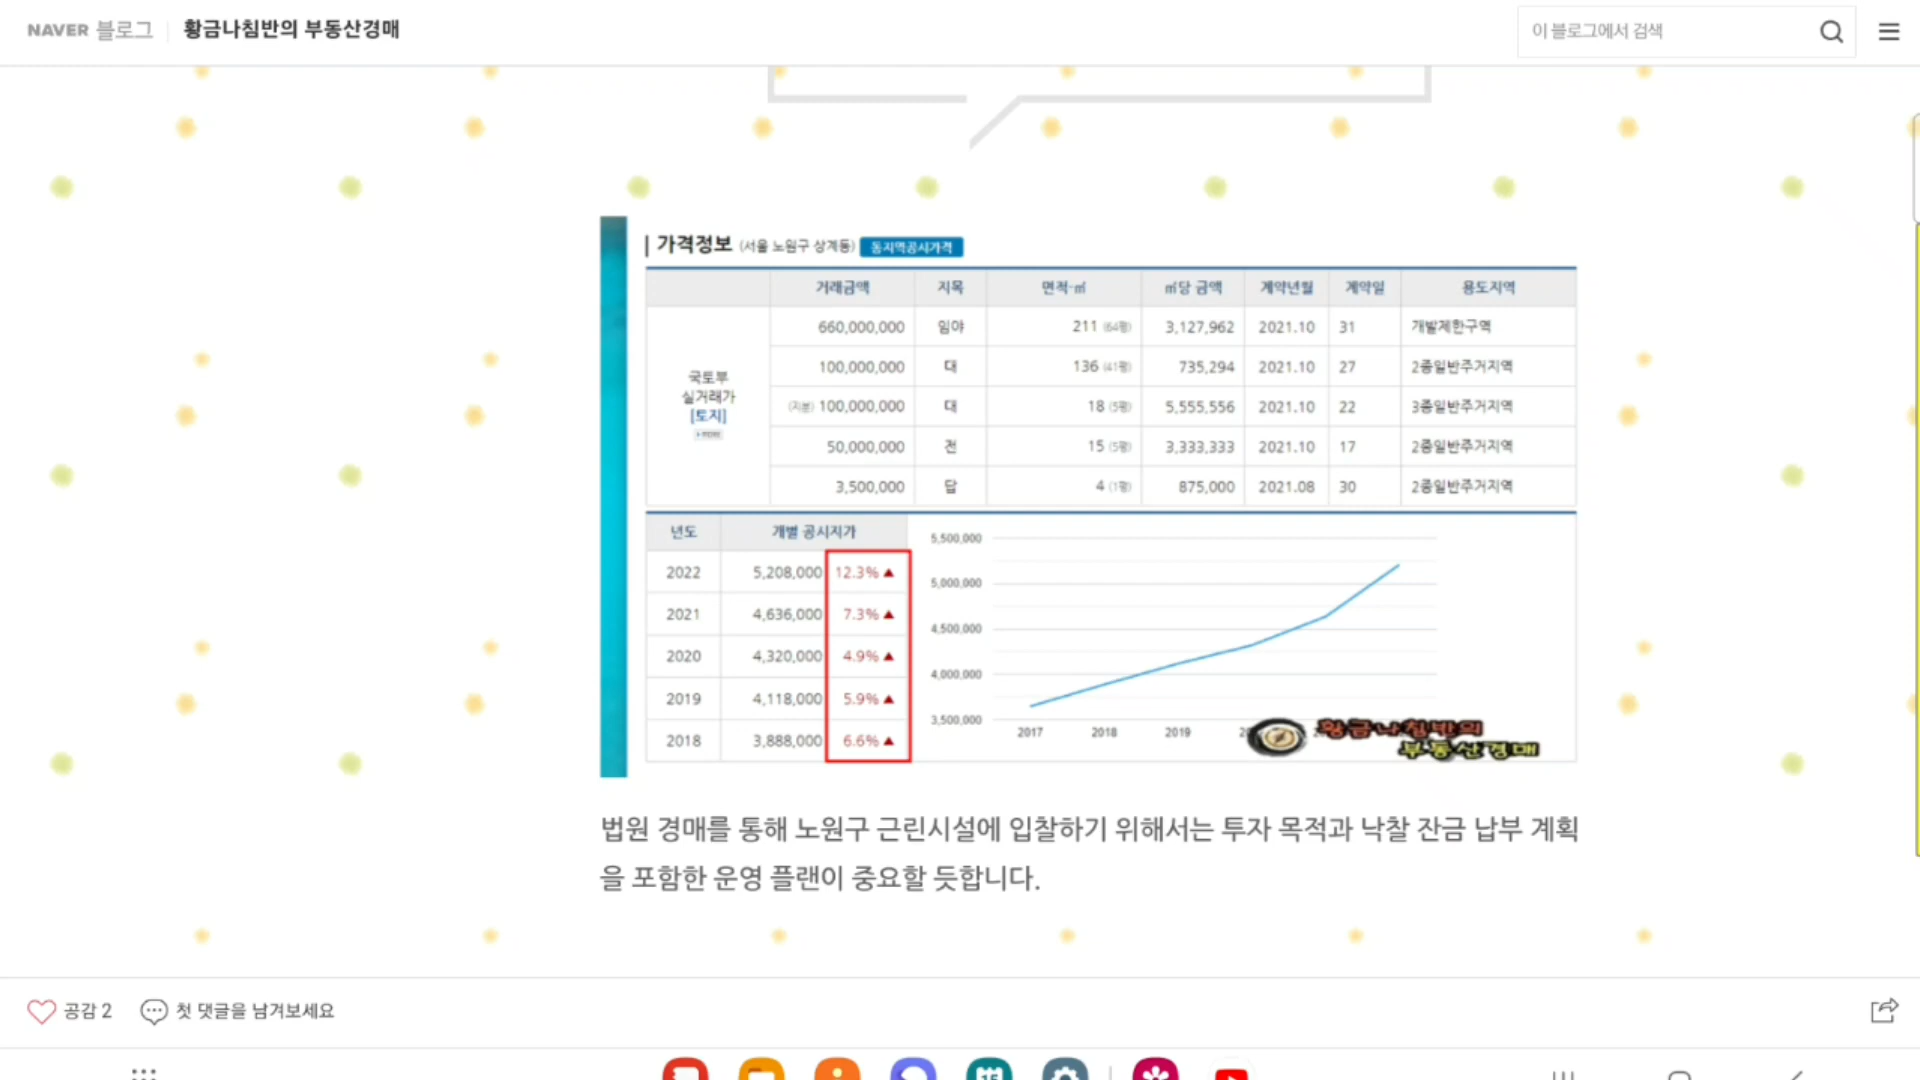 NAVER 블로그 황금나침반의 부동산경매
이 블로그에서 검색
가격정보 (서울 노원구 상계동) 동지역공시가격
거래금액 지목 면적·㎡ ㎡당 금액 계약년월 계약일 용도지역
국토부 실거래가 [토지] more
660,000,000 임야 211 (64평) 3,127,962 2021.10 31 개발제한구역
100,000,000 대 136 (41평) 735,294 2021.10 27 2종일반주거지역
(지분) 100,000,000 대 18 (5평) 5,555,556 2021.10 22 3종일반주거지역
50,000,000 전 15 (5평) 3,333,333 2021.10 17 2종일반주거지역
3,500,000 답 4 (1평) 875,000 2021.08 30 2종일반주거지역
년도 개별 공시지가
2022 5,208,000 12.3% ▲
2021 4,636,000 7.3% ▲
2020 4,320,000 4.9% ▲
2019 4,118,000 5.9% ▲
2018 3,888,000 6.6% ▲
5,500,000
5,000,000
4,500,000
4,000,000
3,500,000
2017 2018 2019
황금나침반의
부동산경매
법원 경매를 통해 노원구 근린시설에 입찰하기 위해서는 투자 목적과 낙찰 잔금 납부 계획
을 포함한 운영 플랜이 중요할 듯합니다.
공감 2 첫 댓글을 남겨보세요